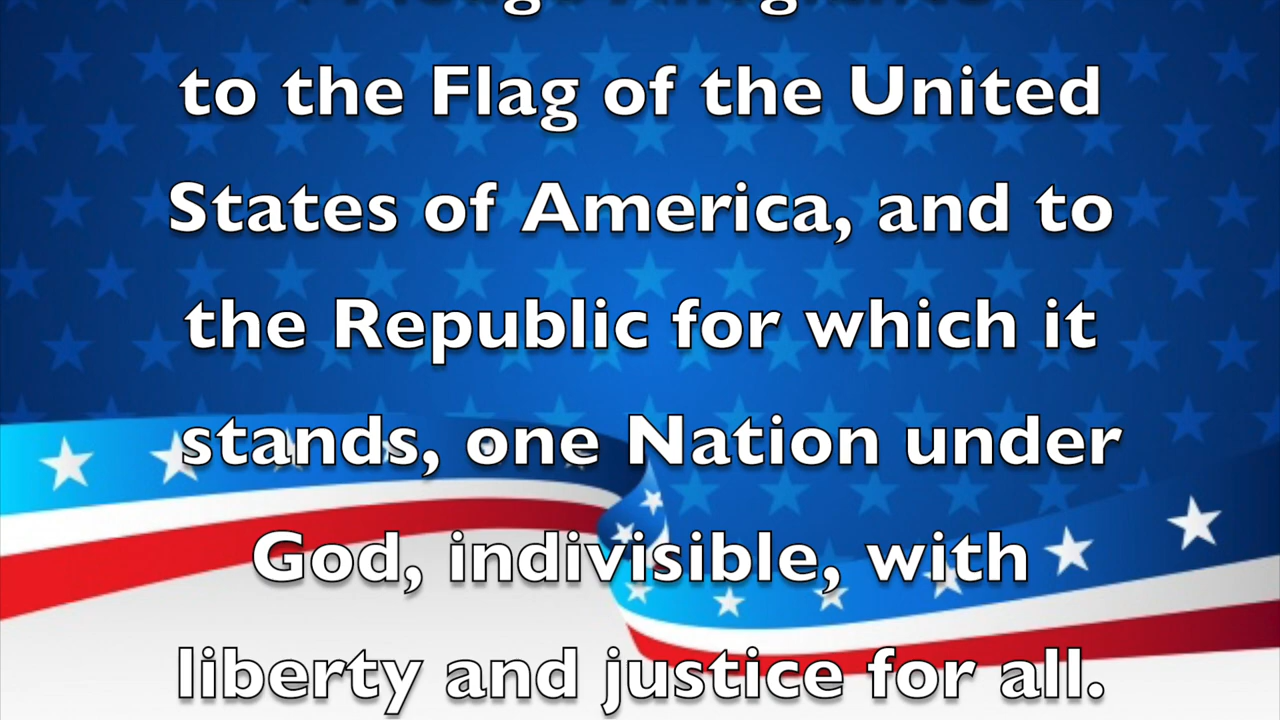 to the Flag of the United
States of America, and to
the Republic for which it
stands, one Nation under
God, indivisible, with
liberty and justice for all.